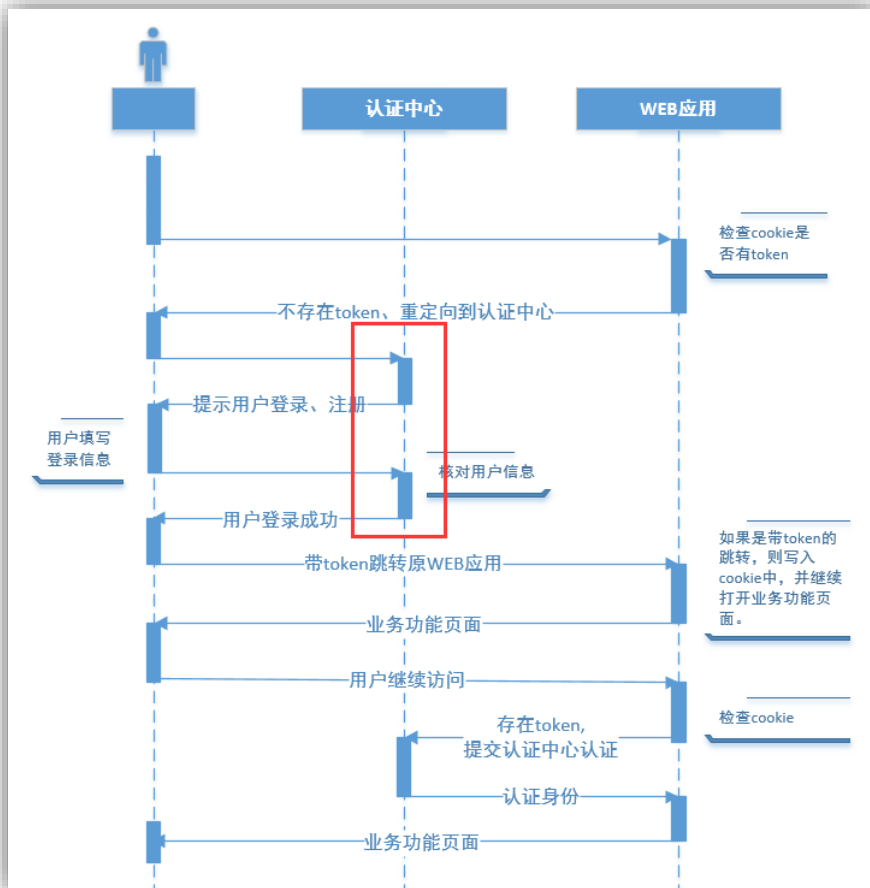 认证中心
WEB应用
检查cookie是
否有token
不存在token、重定向到认证中心
提示用户登录、注册
用户填写
登录信息
核对用户信息
用户登录成功
如果是带token的
跳转，则写入
cookie中，并继续
打开业务功能页
面。
带token跳转原WEB应用
业务功能页面
用户继续访问
检查cookie
存在token,
提交认证中心认证
认证身份
业务功能页面